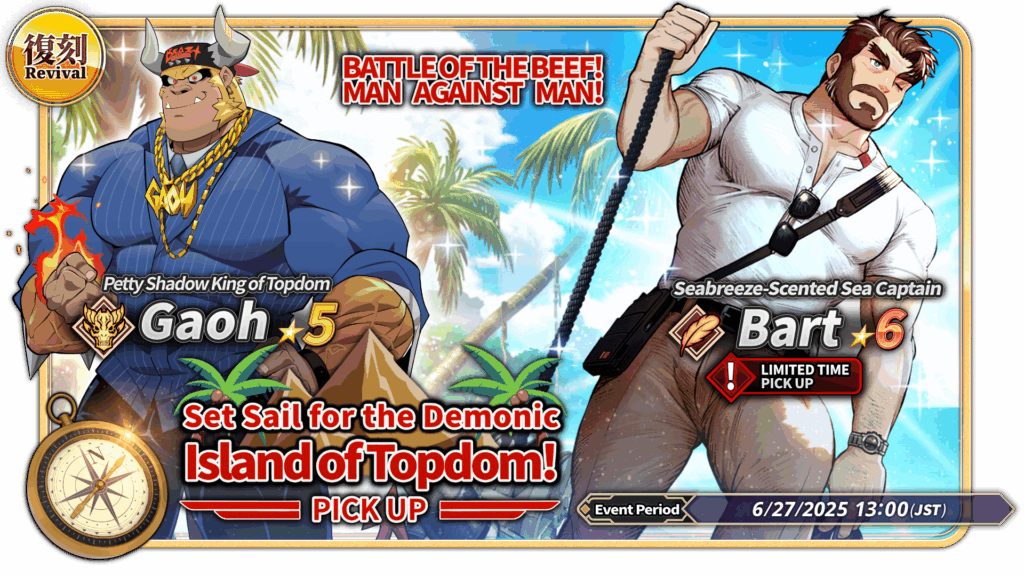 復刻
Revival
BATTLE OF THE BEEF!
MAN AGAINST MAN!
GAOH
Petty Shadow King of Topdom
Gaoh ★5
Seabreeze-Scented Sea Captain
Bart ★6
! LIMITED TIME
PICK UP
Set Sail for the Demonic
Island of Topdom!
PICK UP
N
Event Period 6/27/2025 13:00(JST)